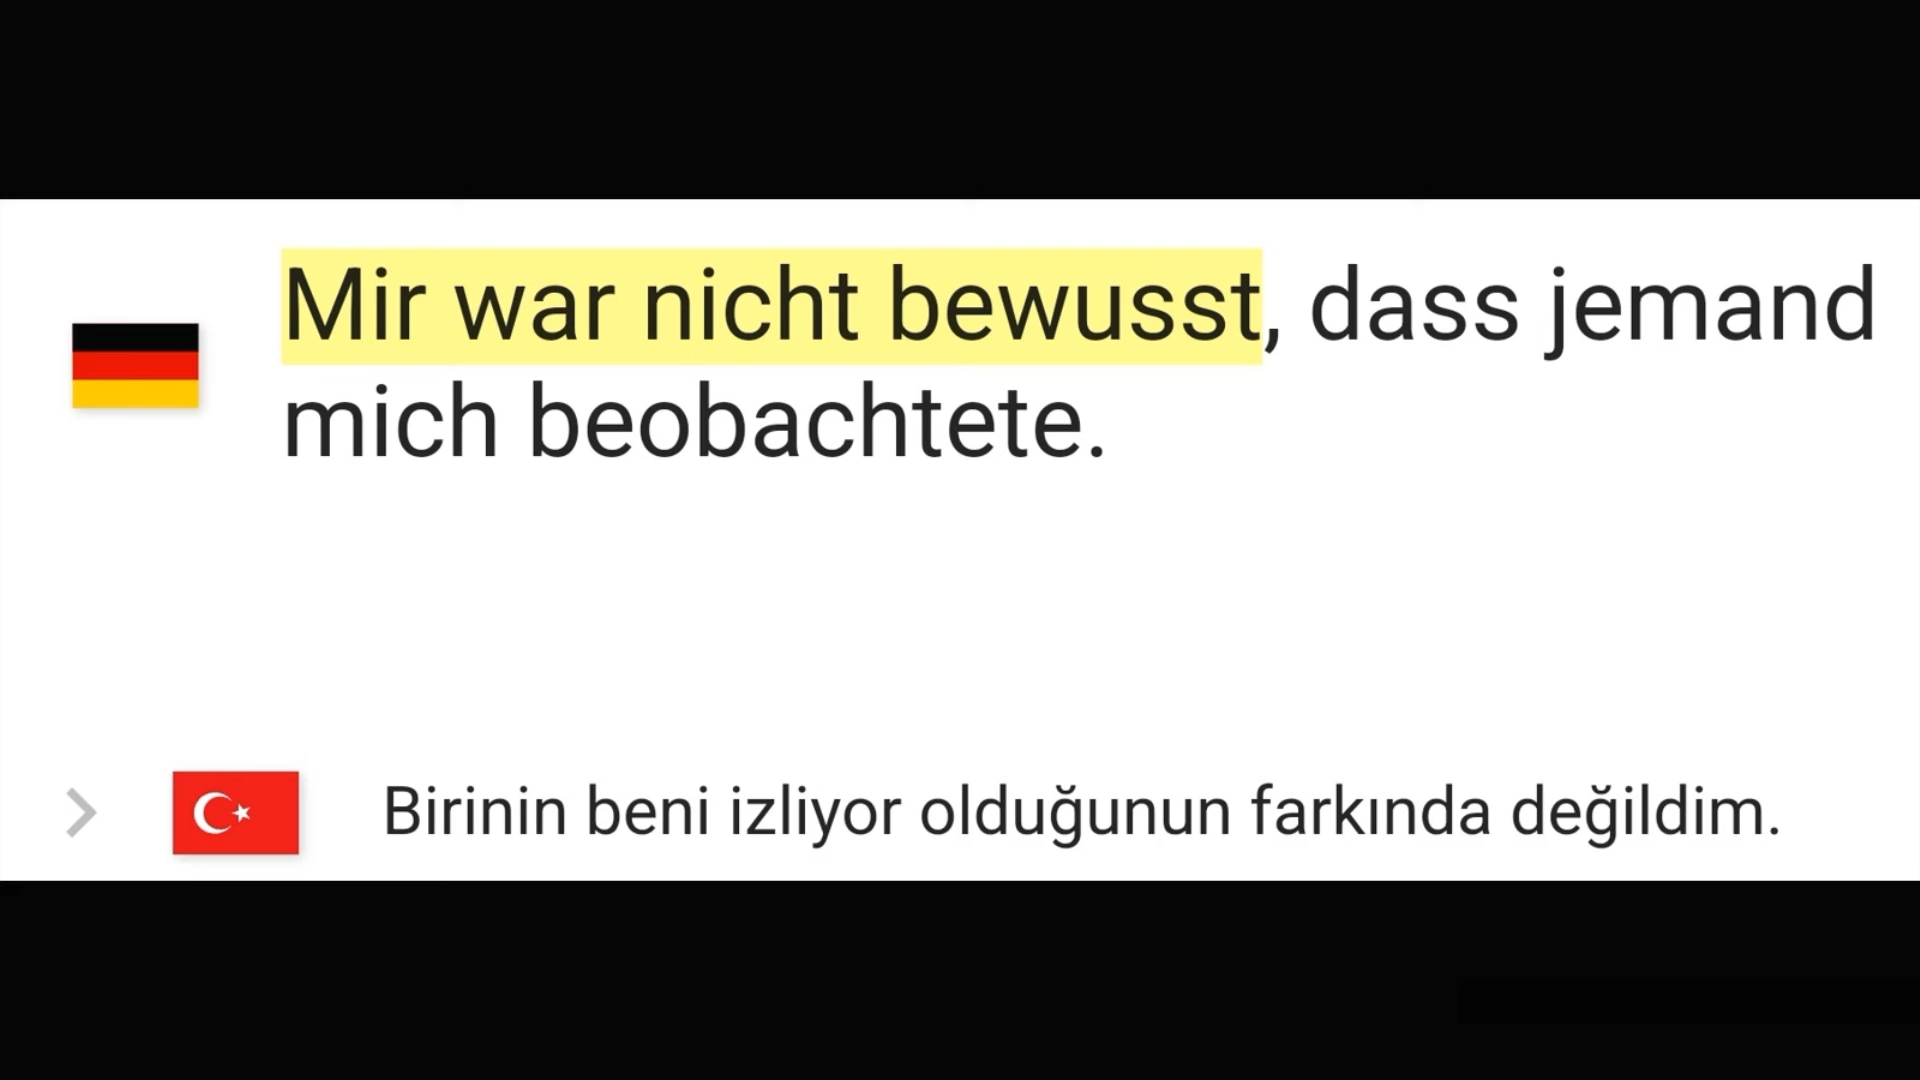 Mir war nicht bewusst, dass jemand
mich beobachtete.
Birinin beni izliyor olduğunun farkında değildim.